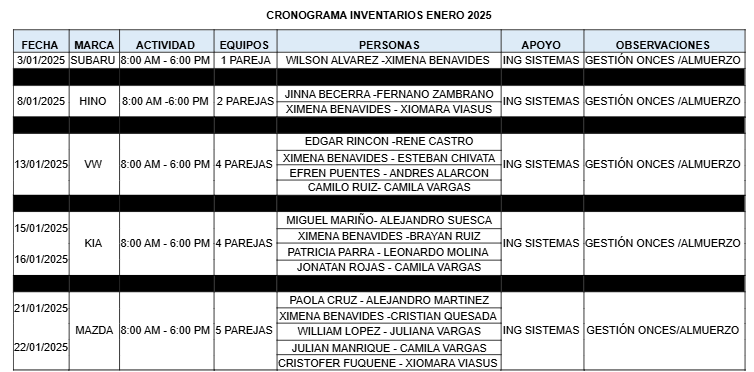 CRONOGRAMA INVENTARIOS ENERO 2025
FECHA MARCA ACTIVIDAD EQUIPOS PERSONAS APOYO OBSERVACIONES
3/01/2025 SUBARU 8:00 AM - 6:00 PM 1 PAREJA WILSON ALVAREZ -XIMENA BENAVIDES ING SISTEMAS GESTIÓN ONCES /ALMUERZO
JINNA BECERRA -FERNANO ZAMBRANO
8/01/2025 HINO 8:00 AM -6:00 PM 2 PAREJAS ING SISTEMAS GESTIÓN ONCES /ALMUERZO
XIMENA BENAVIDES - XIOMARA VIASUS
EDGAR RINCON -RENE CASTRO
XIMENA BENAVIDES - ESTEBAN CHIVATA
13/01/2025 VW 8:00 AM - 6:00 PM 4 PAREJAS ING SISTEMAS GESTIÓN ONCES /ALMUERZO
EFREN PUENTES - ANDRES ALARCON
CAMILO RUIZ- CAMILA VARGAS
MIGUEL MARIÑO- ALEJANDRO SUESCA
15/01/2025
XIMENA BENAVIDES -BRAYAN RUIZ
KIA 8:00 AM - 6:00 PM 4 PAREJAS ING SISTEMAS GESTIÓN ONCES /ALMUERZO
PATRICIA PARRA - LEONARDO MOLINA
16/01/2025
JONATAN ROJAS - CAMILA VARGAS
PAOLA CRUZ - ALEJANDRO MARTINEZ
21/01/2025
XIMENA BENAVIDES -CRISTIAN QUESADA
MAZDA 8:00 AM - 6:00 PM 5 PAREJAS WILLIAM LOPEZ - JULIANA VARGAS ING SISTEMAS GESTIÓN ONCES/ALMUERZO
22/01/2025 JULIAN MANRIQUE - CAMILA VARGAS
CRISTOFER FUQUENE - XIOMARA VIASUS